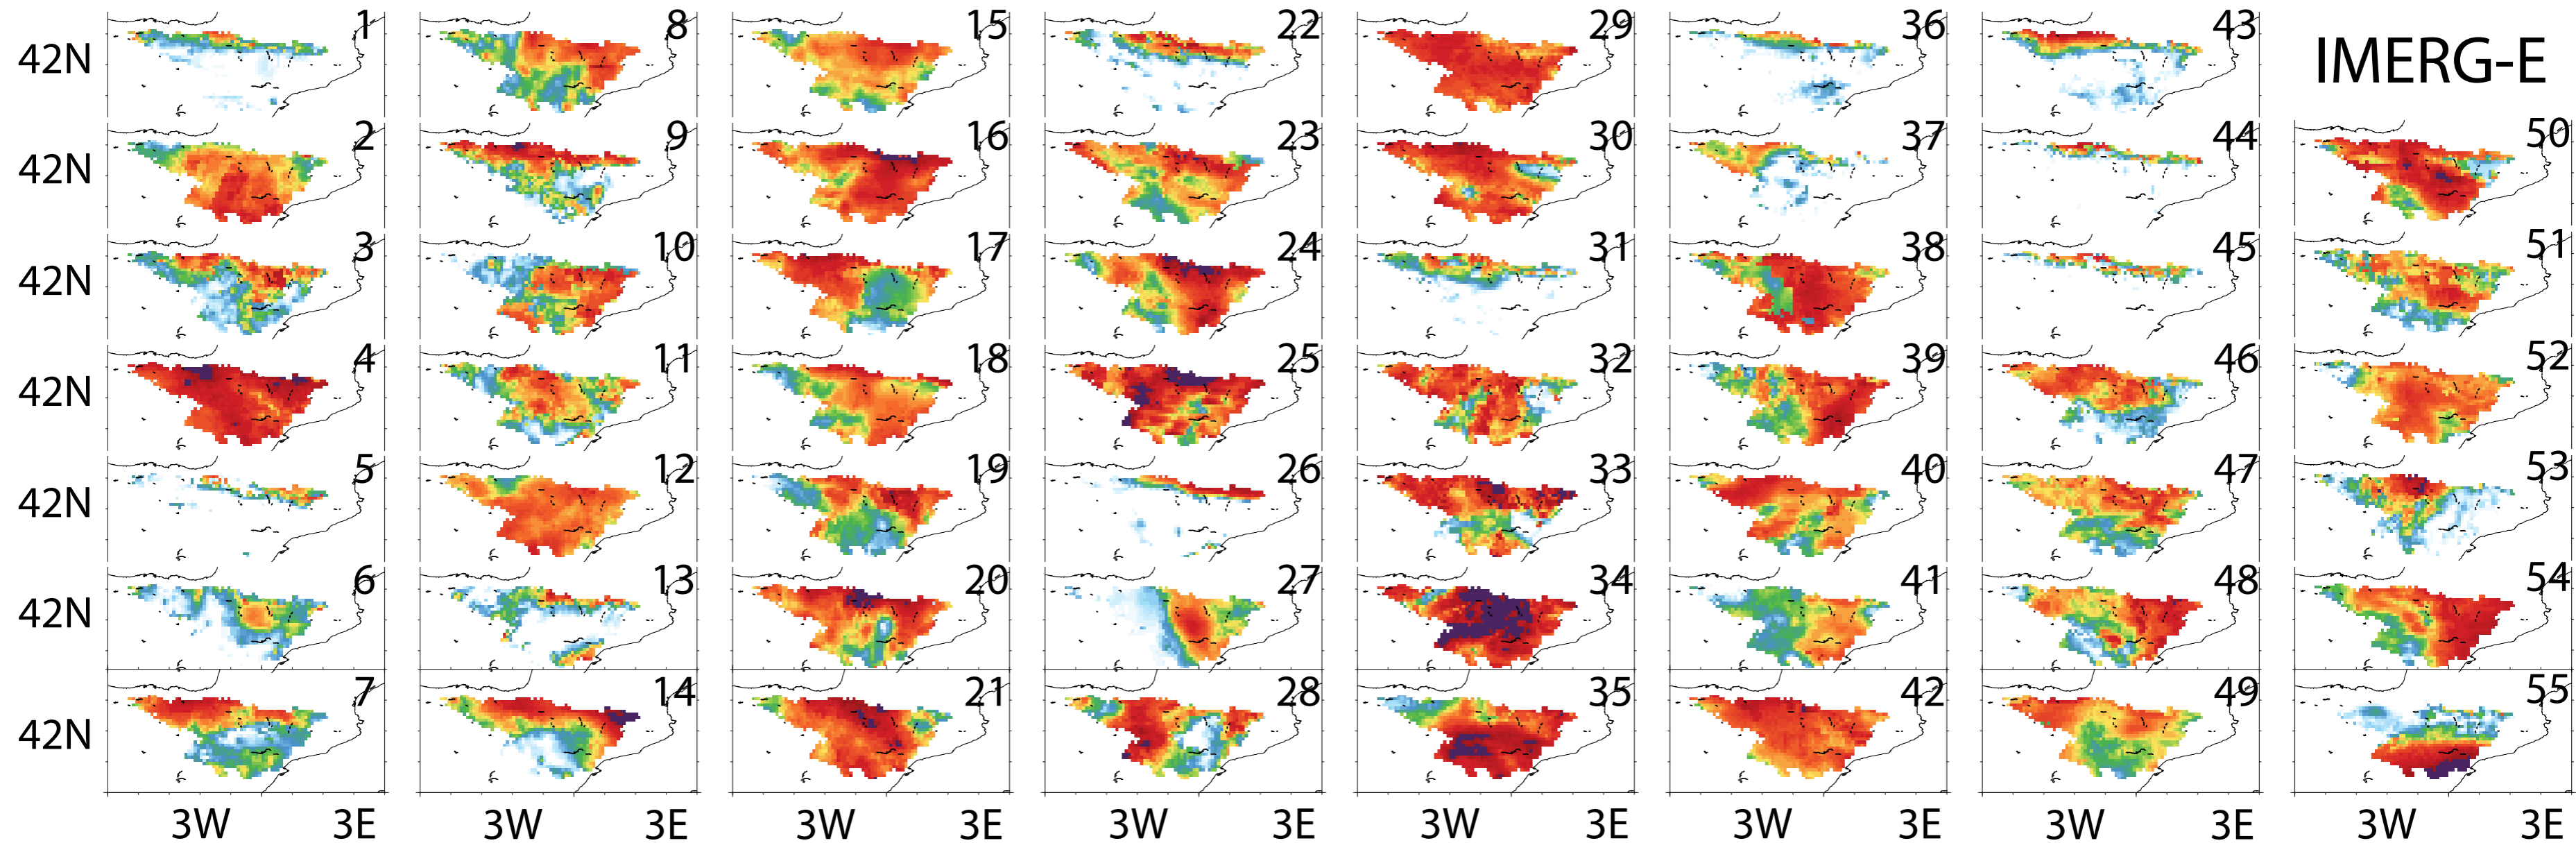 1 8 15 22 29 36 43 IMERG-E
42N
2 9 16 23 30 37 44 50
42N
3 10 17 24 31 38 45 51
42N
4 11 18 25 32 39 46 52
42N
5 12 19 26 33 40 47 53
42N
6 13 20 27 34 41 48 54
42N
7 14 21 28 35 42 49 55
42N
3W 3E 3W 3E 3W 3E 3W 3E 3W 3E 3W 3E 3W 3E 3W 3E